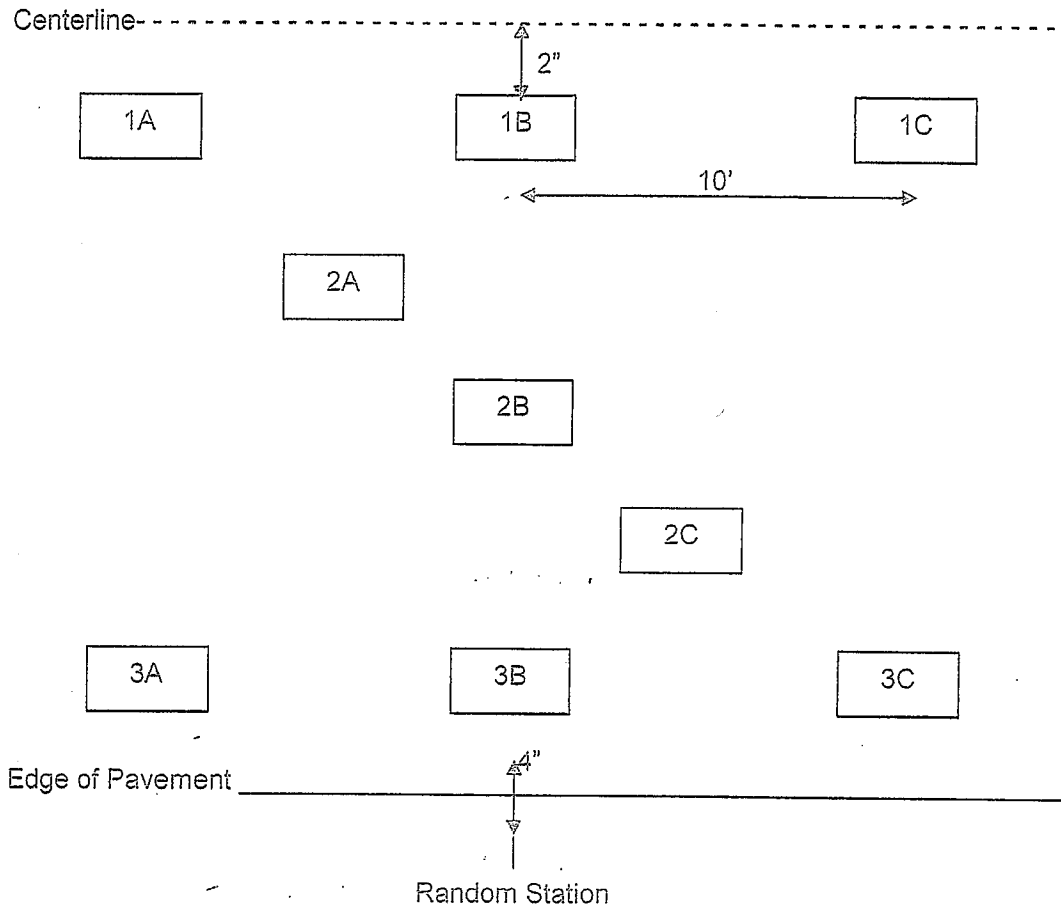 Centerline
2”
1A 1B 1C
10’
2A
2B
2C
3A 3B 3C
4”
Edge of Pavement
Random Station